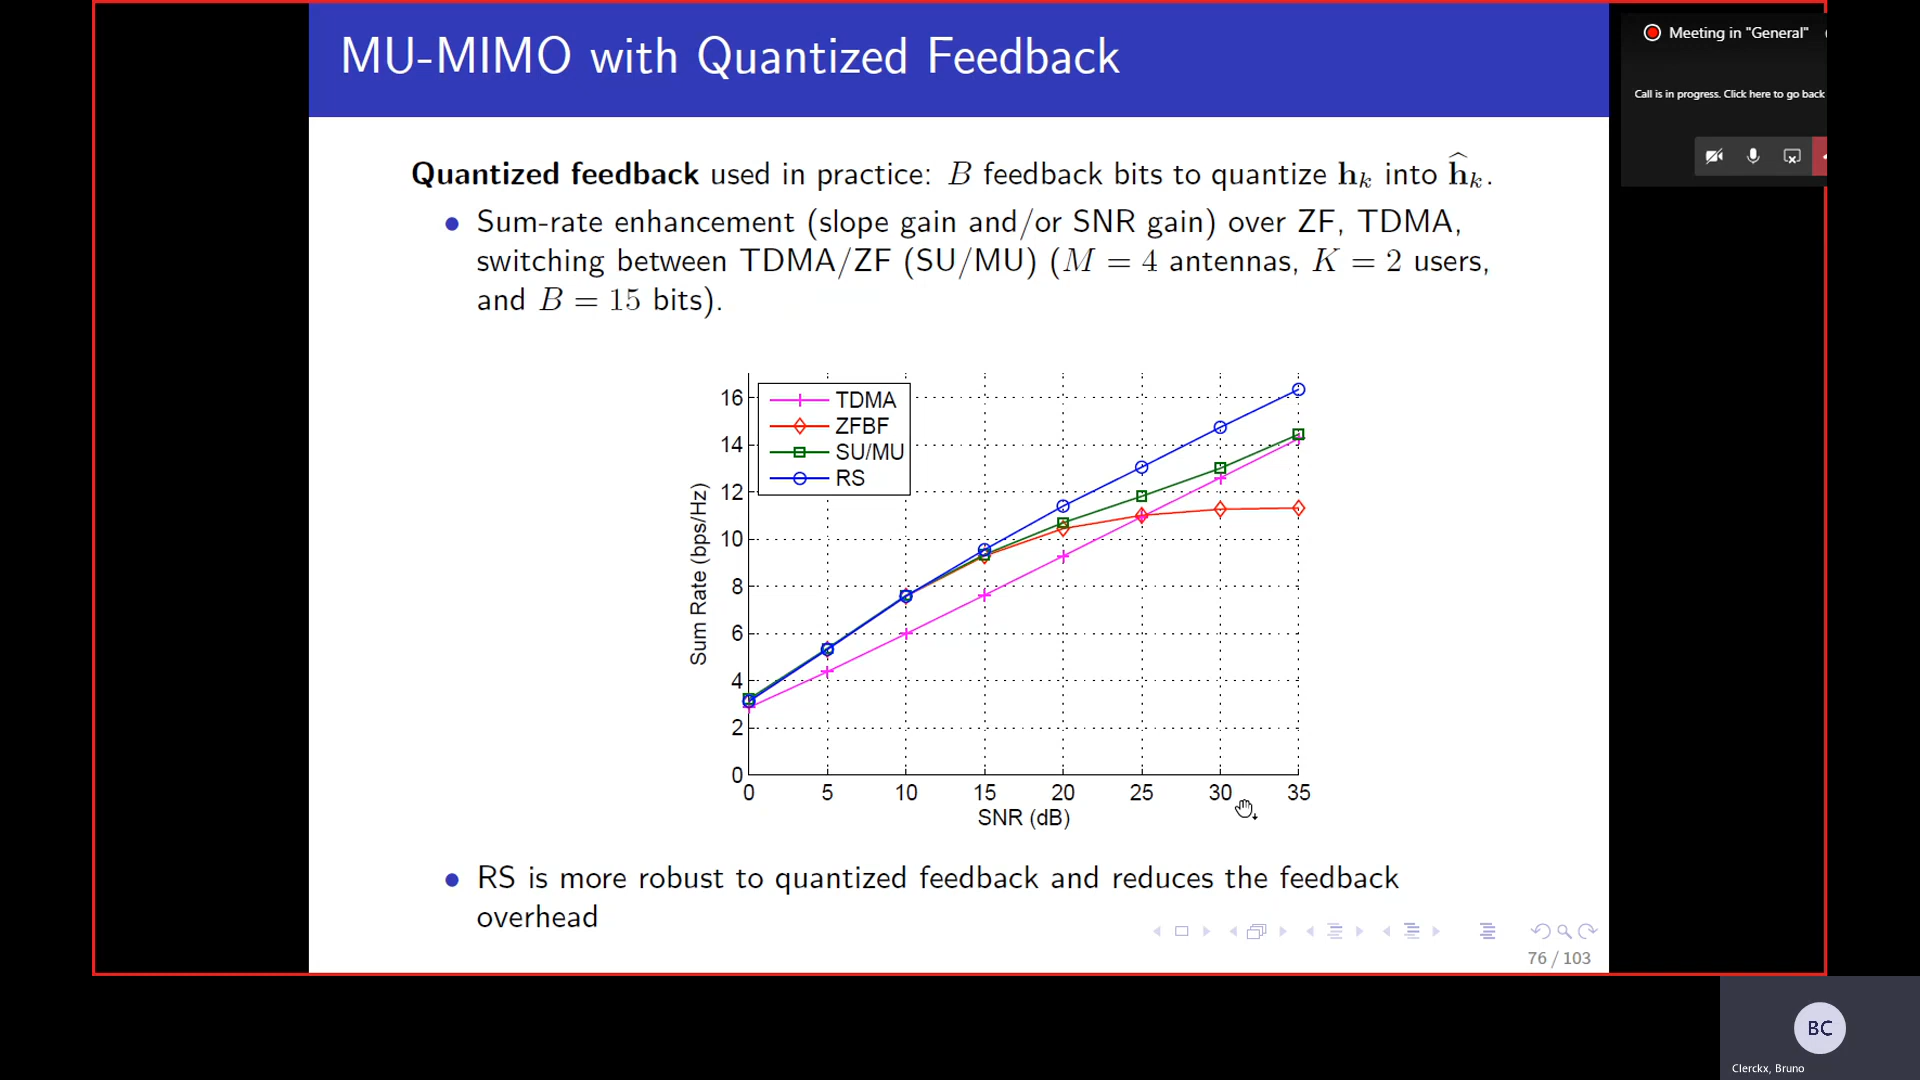 MU-MIMO with Quantized Feedback
Meeting in "General"
Call is in progress. Click here to go back
Quantized feedback used in practice: B feedback bits to quantize h_k into ĥ_k.
Sum-rate enhancement (slope gain and/or SNR gain) over ZF, TDMA,
switching between TDMA/ZF (SU/MU) (M = 4 antennas, K = 2 users,
and B = 15 bits).
TDMA
ZFBF
SU/MU
RS
16
14
12
10
8
6
4
2
0
Sum Rate (bps/Hz)
0 5 10 15 20 25 30 35
SNR (dB)
RS is more robust to quantized feedback and reduces the feedback
overhead
76 / 103
BC
Clerckx, Bruno